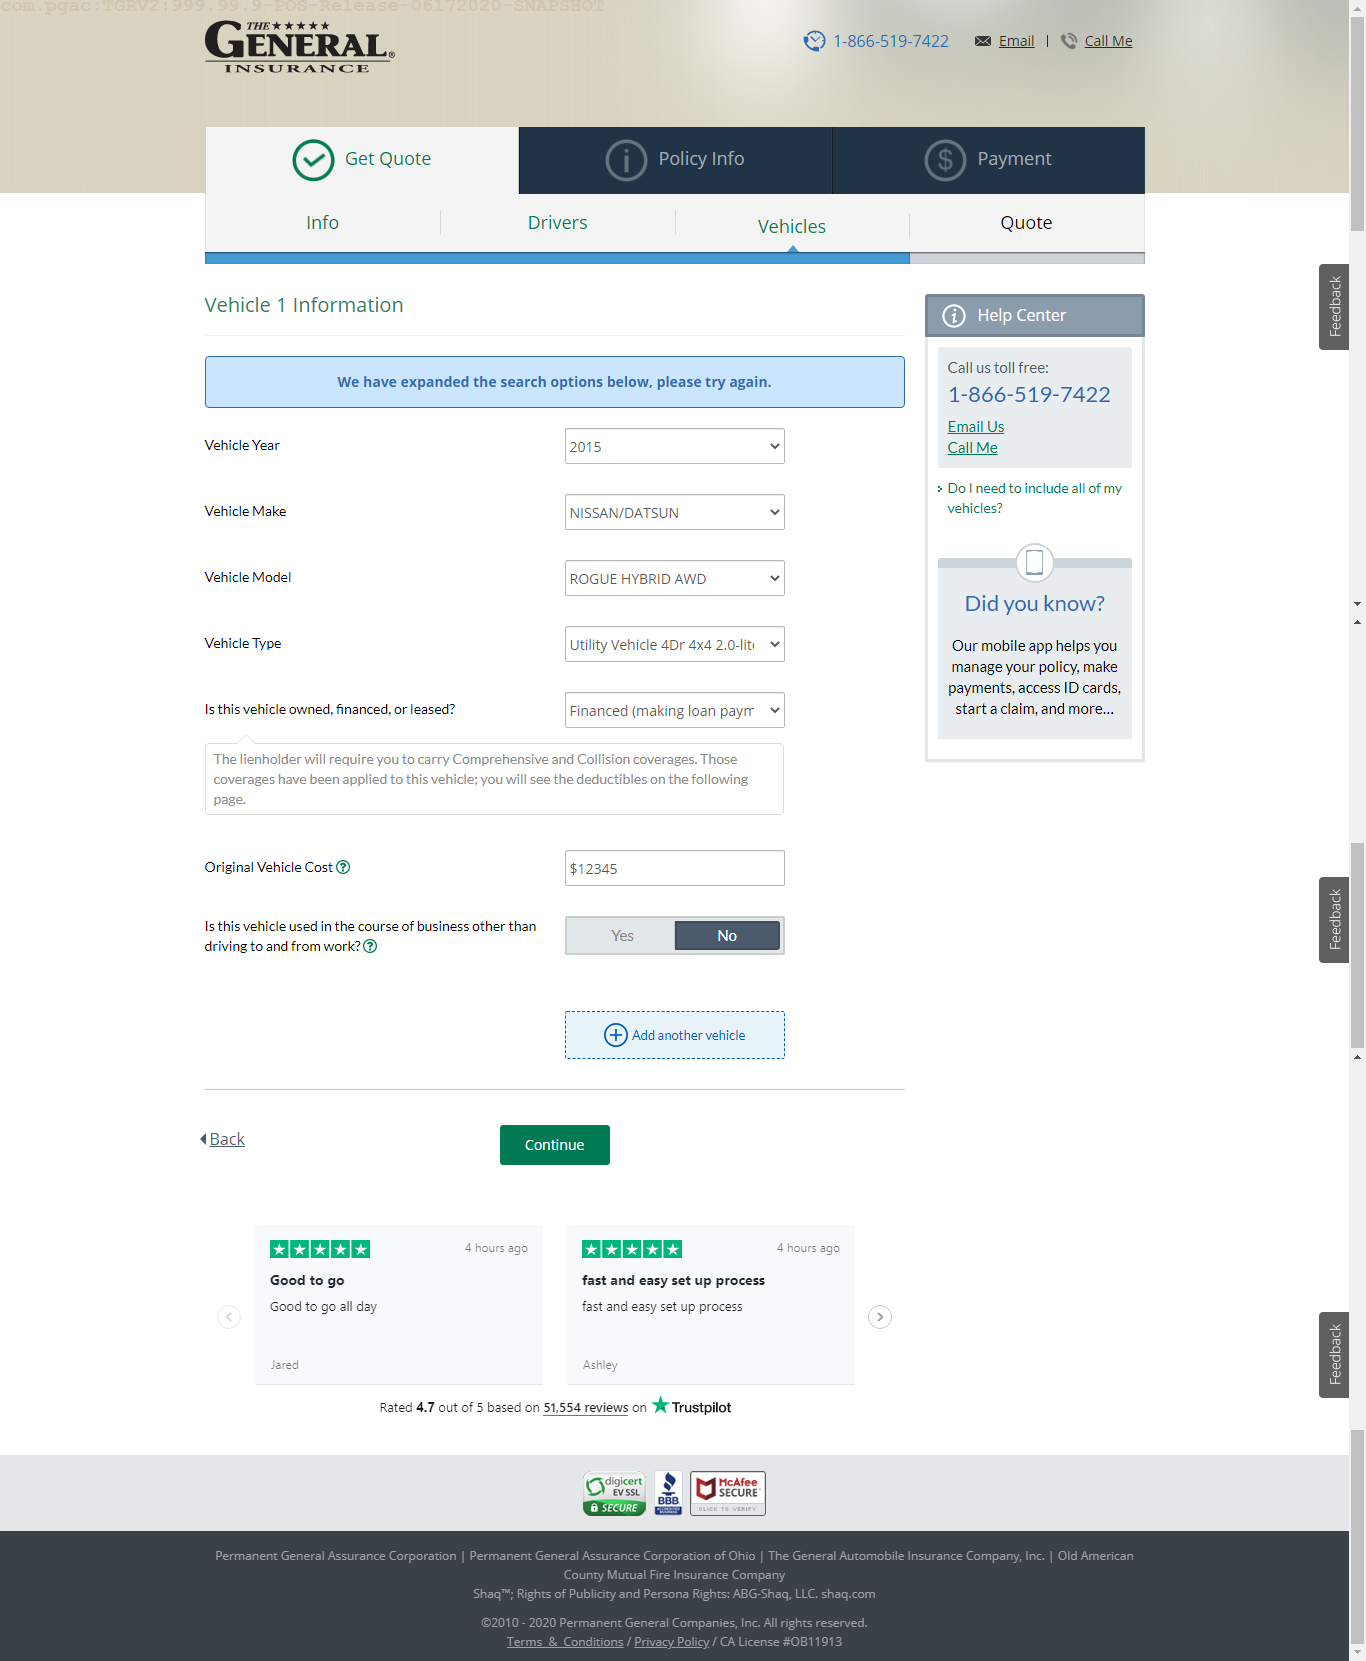 com.pgac:TGRV2:999.99.9-POS-Release-06172020-SNAPSHOT
THE
GENERAL®
INSURANCE
1-866-519-7422 Email | Call Me
Get Quote Policy Info Payment
Info Drivers Vehicles Quote
Vehicle 1 Information
We have expanded the search options below, please try again.
Vehicle Year 2015
Vehicle Make NISSAN/DATSUN
Vehicle Model ROGUE HYBRID AWD
Vehicle Type Utility Vehicle 4Dr 4x4 2.0-lit
Is this vehicle owned, financed, or leased? Financed (making loan paym
The lienholder will require you to carry Comprehensive and Collision coverages. Those
coverages have been applied to this vehicle; you will see the deductibles on the following
page.
Original Vehicle Cost ? $12345
Is this vehicle used in the course of business other than
driving to and from work? ?
Yes No
Add another vehicle
Back Continue
Help Center
Call us toll free:
1-866-519-7422
Email Us
Call Me
Do I need to include all of my
vehicles?
Did you know?
Our mobile app helps you
manage your policy, make
payments, access ID cards,
start a claim, and more...
Feedback
Feedback
Feedback
4 hours ago
Good to go
Good to go all day
Jared
4 hours ago
fast and easy set up process
fast and easy set up process
Ashley
Rated 4.7 out of 5 based on 51,554 reviews on Trustpilot
digicert
EV SSL
SECURE
BBB
ACCREDITED
BUSINESS
McAfee
SECURE
CLICK TO VERIFY
Permanent General Assurance Corporation | Permanent General Assurance Corporation of Ohio | The General Automobile Insurance Company, Inc. | Old American
County Mutual Fire Insurance Company
Shaq™; Rights of Publicity and Persona Rights: ABG-Shaq, LLC. shaq.com
©2010 - 2020 Permanent General Companies, Inc. All rights reserved.
Terms & Conditions / Privacy Policy / CA License #OB11913